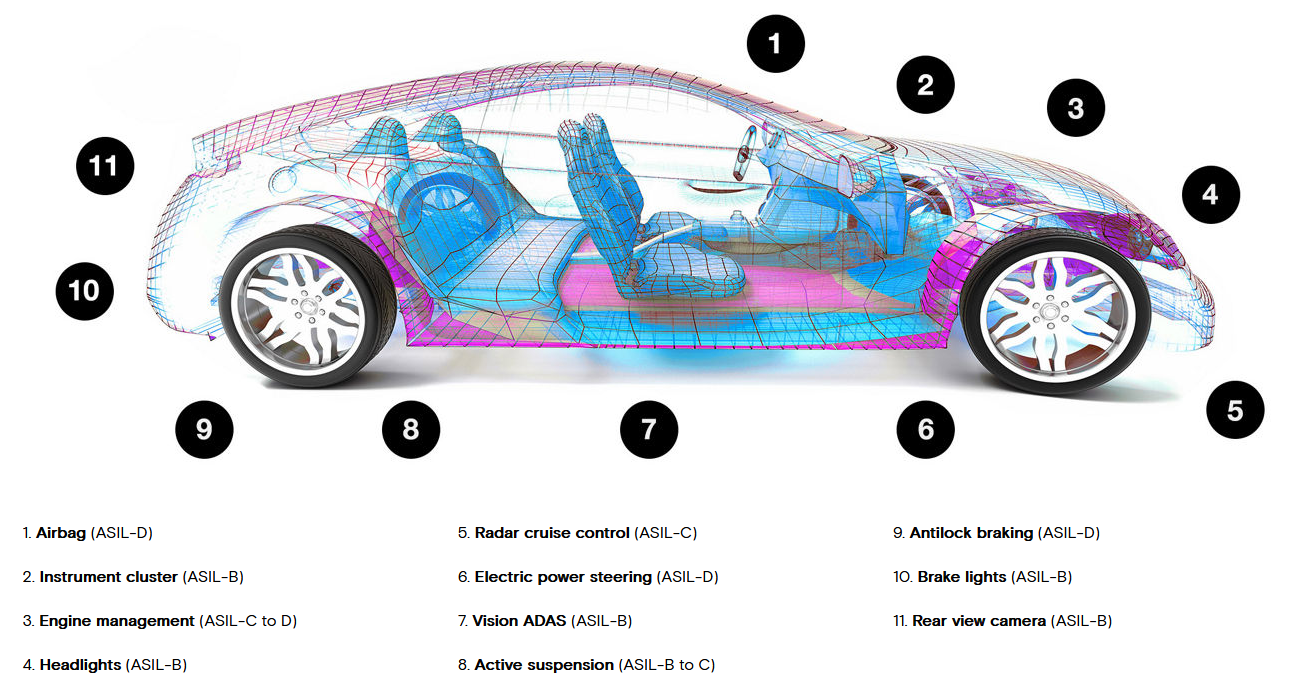 1
2
3
11
4
10
5
9
8
7
6
1. Airbag (ASIL-D)
2. Instrument cluster (ASIL-B)
3. Engine management (ASIL-C to D)
4. Headlights (ASIL-B)
5. Radar cruise control (ASIL-C)
6. Electric power steering (ASIL-D)
7. Vision ADAS (ASIL-B)
8. Active suspension (ASIL-B to C)
9. Antilock braking (ASIL-D)
10. Brake lights (ASIL-B)
11. Rear view camera (ASIL-B)